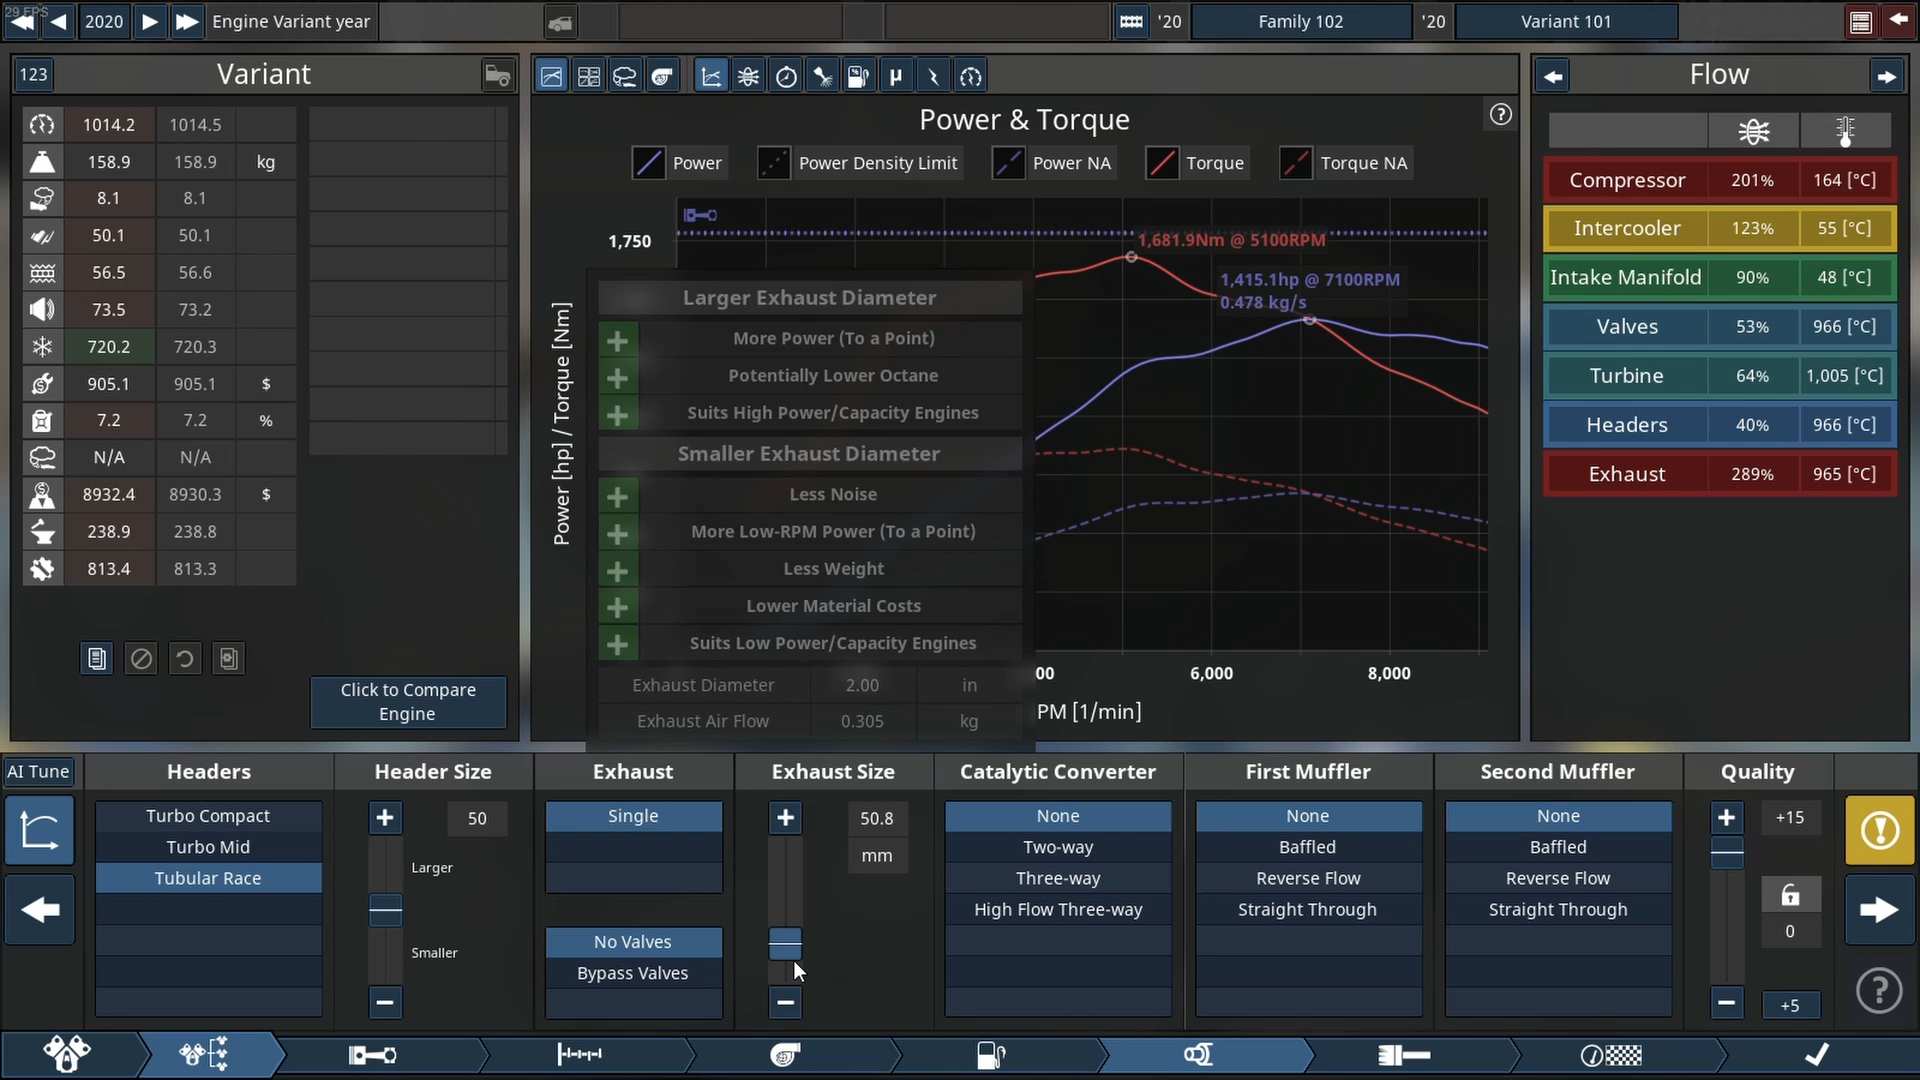 29 FPS
2020
Engine Variant year
'20
Family 102
'20
Variant 101
123
Variant
1014.2 1014.5
158.9 158.9 kg
8.1 8.1
50.1 50.1
56.5 56.6
73.5 73.2
720.2 720.3
905.1 905.1 $
7.2 7.2 %
N/A N/A
8932.4 8930.3 $
238.9 238.8
813.4 813.3
Click to Compare
Engine
μ
Power & Torque
?
Power
Power Density Limit
Power NA
Torque
Torque NA
Power [hp] / Torque [Nm]
1,750
1,681.9Nm @ 5100RPM
1,415.1hp @ 7100RPM
0.478 kg/s
Larger Exhaust Diameter
More Power (To a Point)
Potentially Lower Octane
Suits High Power/Capacity Engines
Smaller Exhaust Diameter
Less Noise
More Low-RPM Power (To a Point)
Less Weight
Lower Material Costs
Suits Low Power/Capacity Engines
Exhaust Diameter 2.00 in
Exhaust Air Flow 0.305 kg
00 6,000 8,000
PM [1/min]
Flow
Compressor 201% 164 [°C]
Intercooler 123% 55 [°C]
Intake Manifold 90% 48 [°C]
Valves 53% 966 [°C]
Turbine 64% 1,005 [°C]
Headers 40% 966 [°C]
Exhaust 289% 965 [°C]
AI Tune
Headers
Turbo Compact
Turbo Mid
Tubular Race
Header Size
+ 50
Larger
Smaller
−
Exhaust
Single
No Valves
Bypass Valves
Exhaust Size
+ 50.8
mm
−
Catalytic Converter
None
Two-way
Three-way
High Flow Three-way
First Muffler
None
Baffled
Reverse Flow
Straight Through
Second Muffler
None
Baffled
Reverse Flow
Straight Through
Quality
+ +15
0
− +5
?